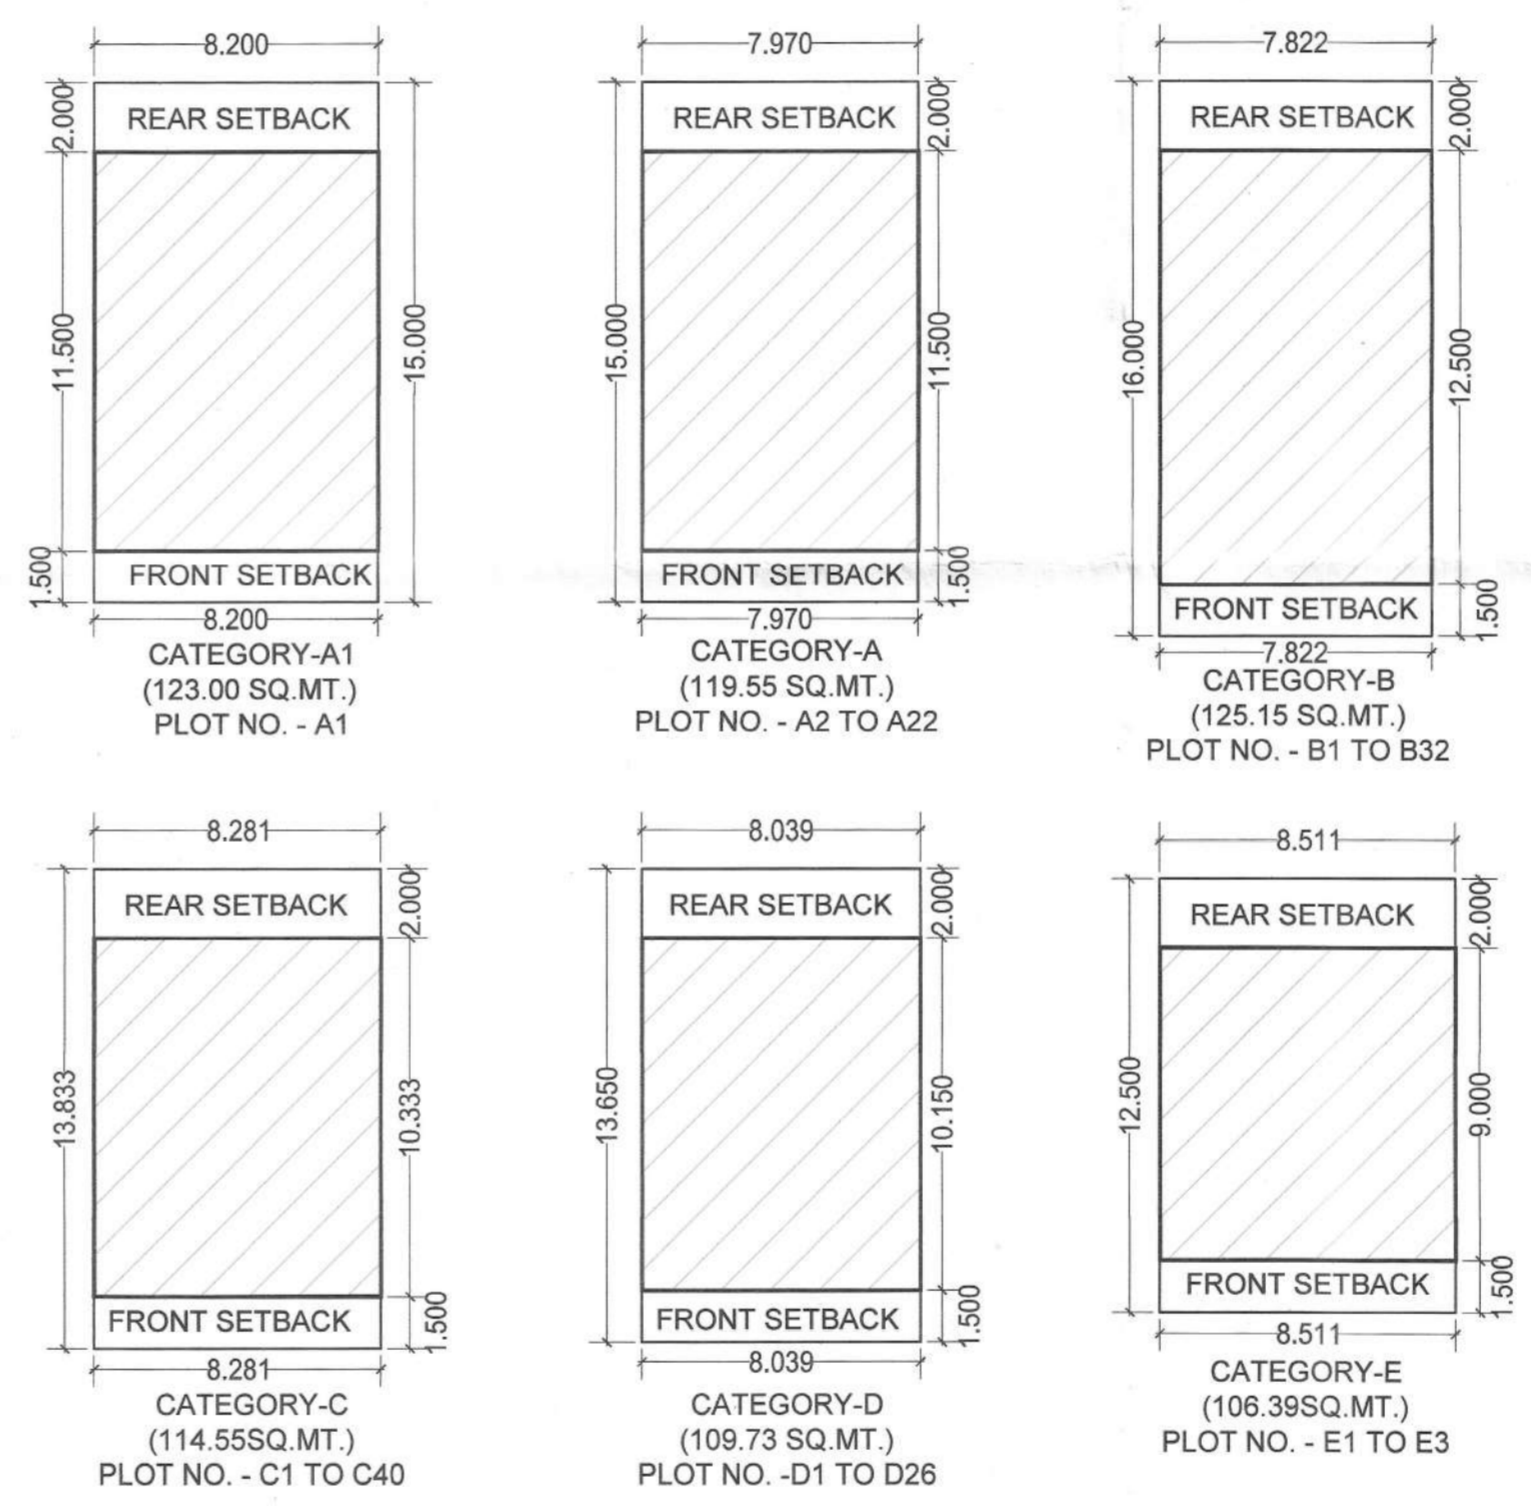 8.200
2.000
REAR SETBACK
11.500
15.000
1.500
FRONT SETBACK
8.200
CATEGORY-A1
(123.00 SQ.MT.)
PLOT NO. - A1
7.970
REAR SETBACK
2.000
15.000
11.500
FRONT SETBACK
1.500
7.970
CATEGORY-A
(119.55 SQ.MT.)
PLOT NO. - A2 TO A22
7.822
REAR SETBACK
2.000
16.000
12.500
FRONT SETBACK
1.500
7.822
CATEGORY-B
(125.15 SQ.MT.)
PLOT NO. - B1 TO B32
8.281
REAR SETBACK
2.000
13.833
10.333
FRONT SETBACK
1.500
8.281
CATEGORY-C
(114.55SQ.MT.)
PLOT NO. - C1 TO C40
8.039
REAR SETBACK
2.000
13.650
10.150
FRONT SETBACK
1.500
8.039
CATEGORY-D
(109.73 SQ.MT.)
PLOT NO. -D1 TO D26
8.511
REAR SETBACK
2.000
12.500
9.000
FRONT SETBACK
1.500
8.511
CATEGORY-E
(106.39SQ.MT.)
PLOT NO. - E1 TO E3